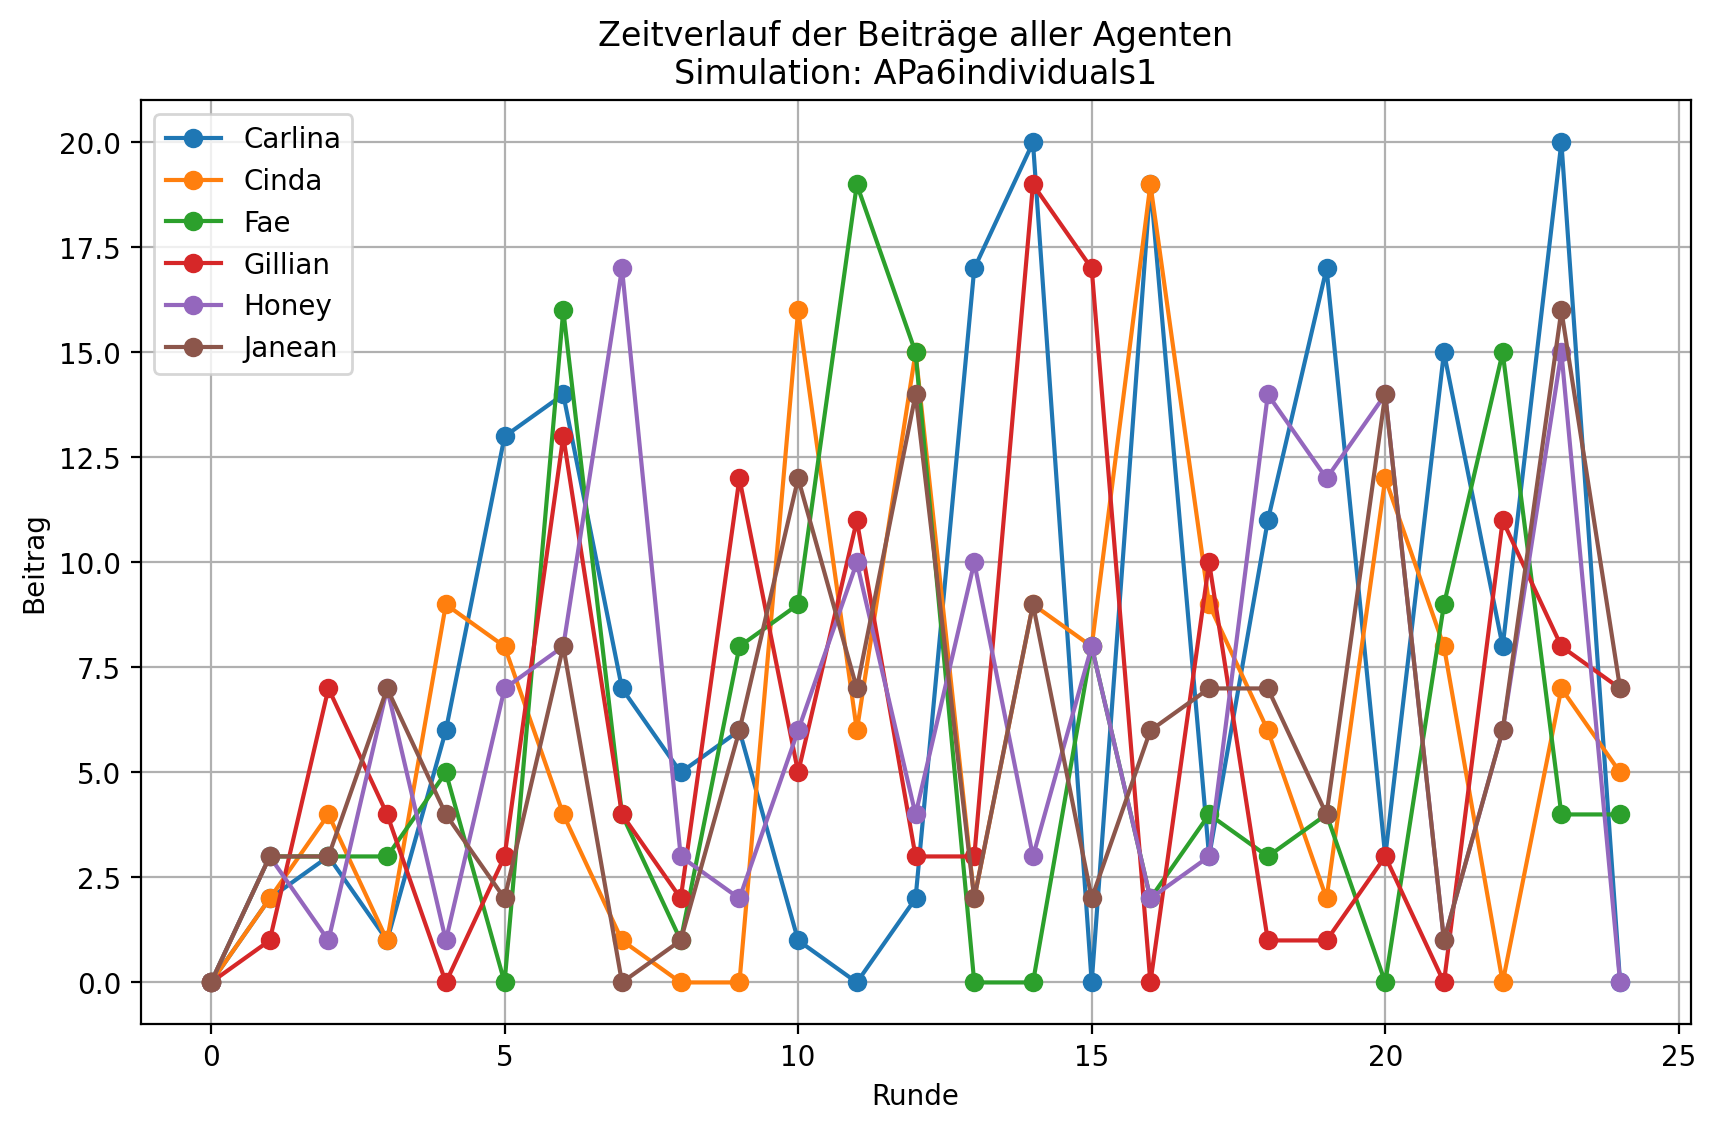 Zeitverlauf der Beiträge aller Agenten
Simulation: APa6individuals1
Carlina
Cinda
Fae
Gillian
Honey
Janean
20.0
17.5
15.0
12.5
10.0
7.5
5.0
2.5
0.0
Beitrag
0 5 10 15 20 25
Runde